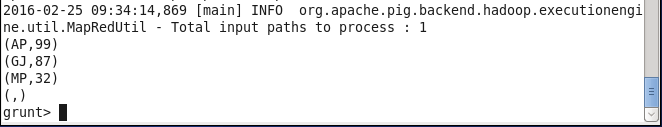 2016-02-25 09:34:14,869 [main] INFO  org.apache.pig.backend.hadoop.executionengi
ne.util.MapRedUtil - Total input paths to process : 1
(AP,99)
(GJ,87)
(MP,32)
(,)
grunt>